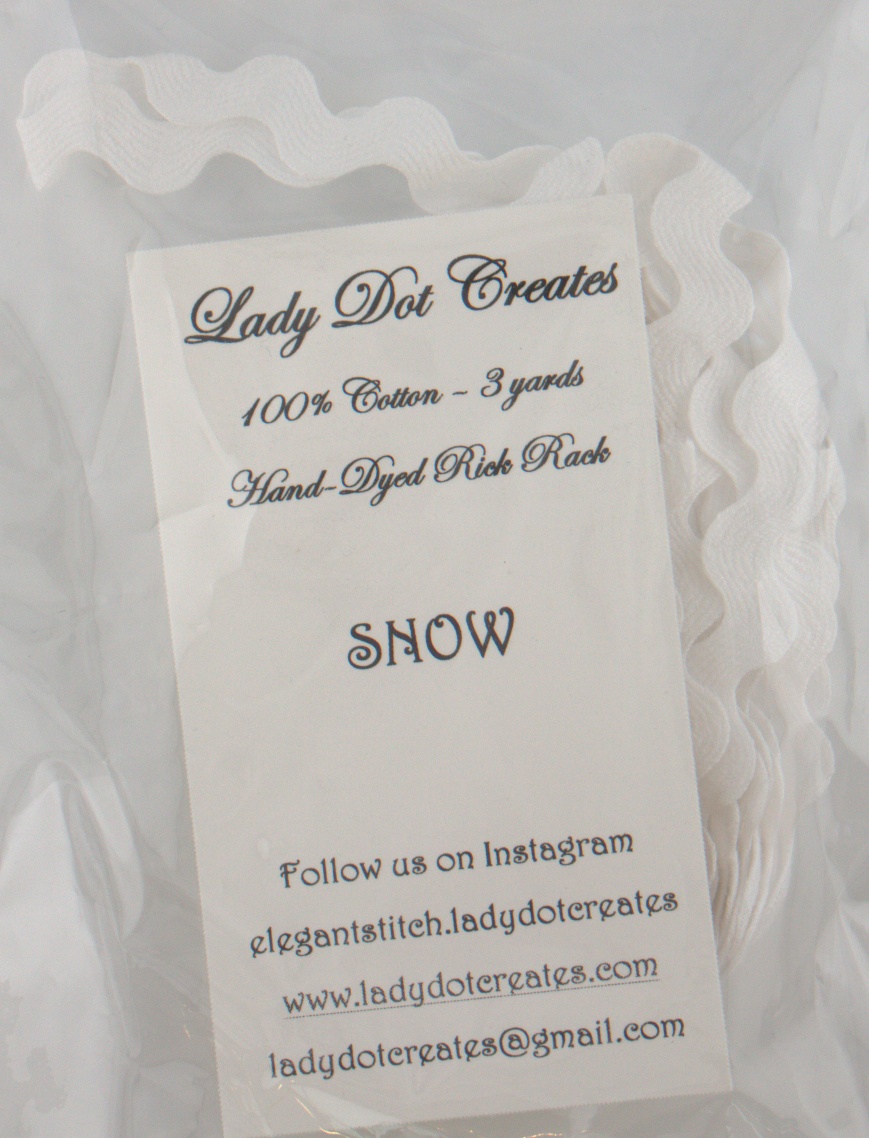 Lady Dot Creates
100% Cotton ~ 3 yards
Hand-Dyed Rick Rack
SNOW
Follow us on Instagram
elegantstitch.ladydotcreates
www.ladydotcreates.com
ladydotcreates@gmail.com